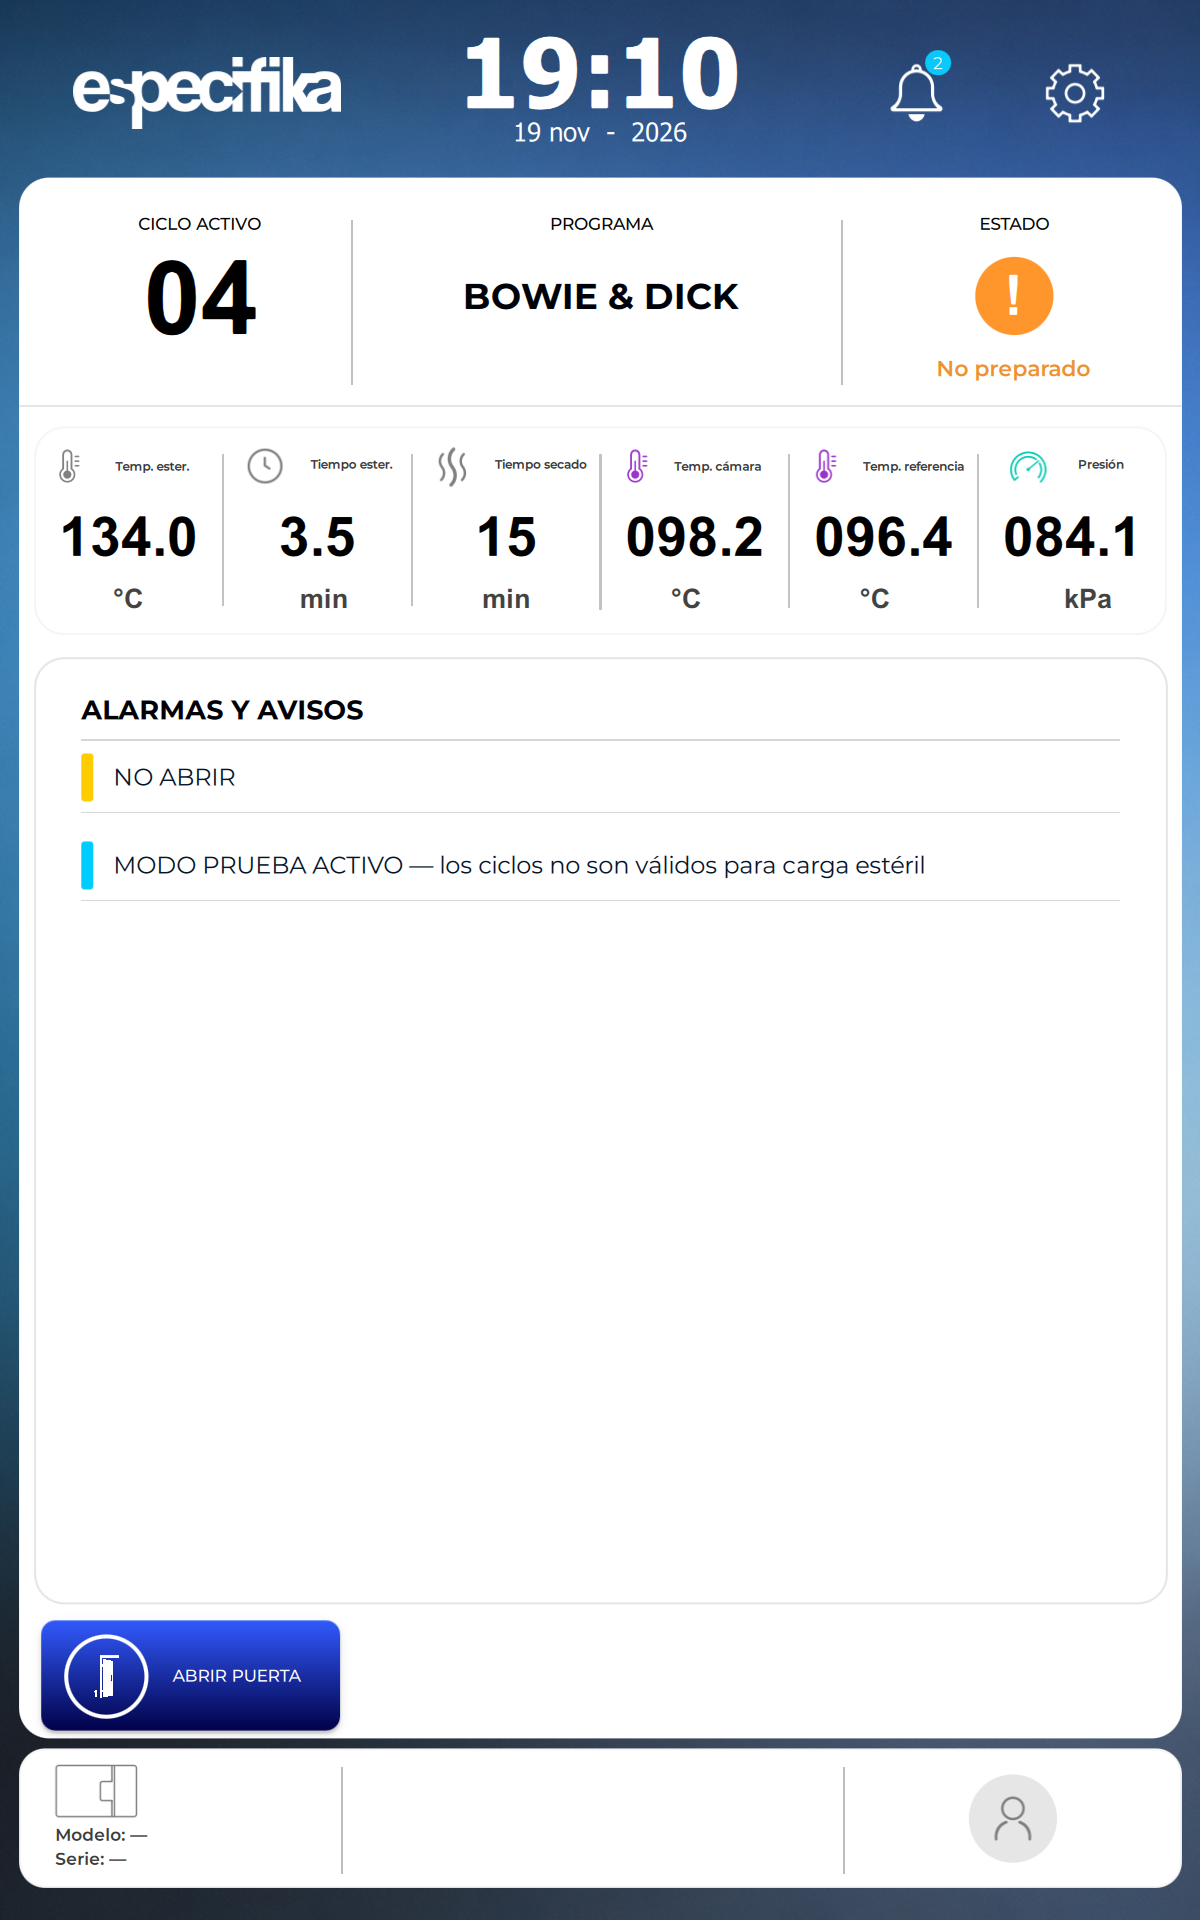 especifika
19:10
19 nov - 2026
2
CICLO ACTIVO
04
PROGRAMA
BOWIE & DICK
ESTADO
!
No preparado
Temp. ester.
134.0
°C
Tiempo ester.
3.5
min
Tiempo secado
15
min
Temp. cámara
098.2
°C
Temp. referencia
096.4
°C
Presión
084.1
kPa
ALARMAS Y AVISOS
NO ABRIR
MODO PRUEBA ACTIVO — los ciclos no son válidos para carga estéril
ABRIR PUERTA
Modelo: —
Serie: —